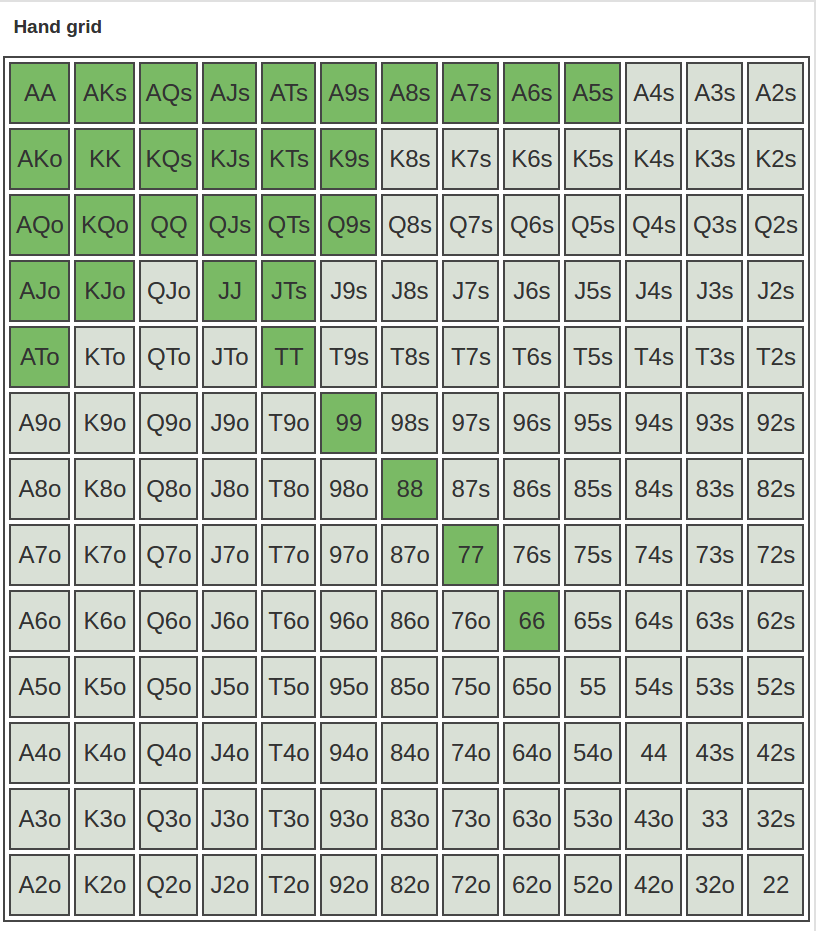 Hand grid
AA AKs AQs AJs ATs A9s A8s A7s A6s A5s A4s A3s A2s
AKo KK KQs KJs KTs K9s K8s K7s K6s K5s K4s K3s K2s
AQo KQo QQ QJs QTs Q9s Q8s Q7s Q6s Q5s Q4s Q3s Q2s
AJo KJo QJo JJ JTs J9s J8s J7s J6s J5s J4s J3s J2s
ATo KTo QTo JTo TT T9s T8s T7s T6s T5s T4s T3s T2s
A9o K9o Q9o J9o T9o 99 98s 97s 96s 95s 94s 93s 92s
A8o K8o Q8o J8o T8o 98o 88 87s 86s 85s 84s 83s 82s
A7o K7o Q7o J7o T7o 97o 87o 77 76s 75s 74s 73s 72s
A6o K6o Q6o J6o T6o 96o 86o 76o 66 65s 64s 63s 62s
A5o K5o Q5o J5o T5o 95o 85o 75o 65o 55 54s 53s 52s
A4o K4o Q4o J4o T4o 94o 84o 74o 64o 54o 44 43s 42s
A3o K3o Q3o J3o T3o 93o 83o 73o 63o 53o 43o 33 32s
A2o K2o Q2o J2o T2o 92o 82o 72o 62o 52o 42o 32o 22